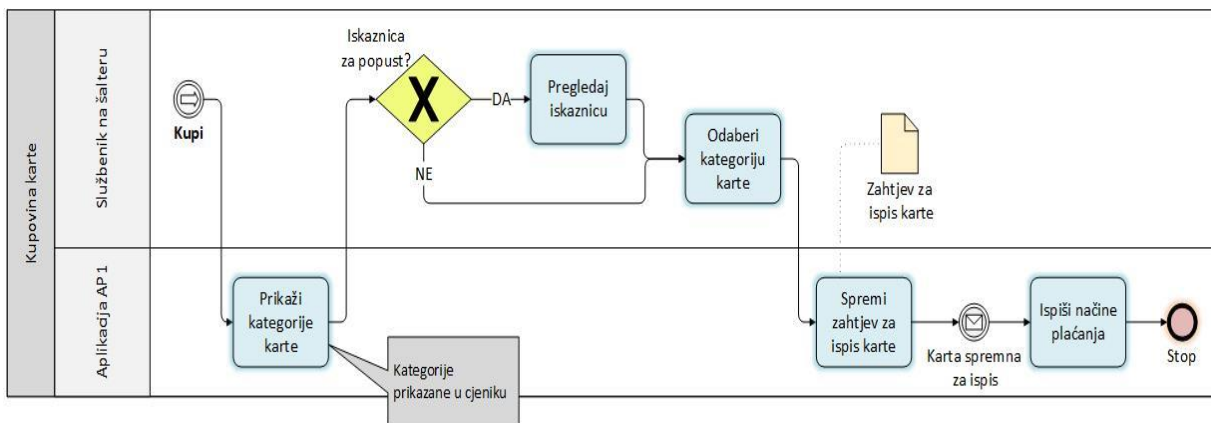 Kupovina karte
Službenik na šalteru
Kupi
Iskaznica
za popust?
DA
NE
Pregledaj
iskaznicu
Odaberi
kategoriju
karte
Zahtjev za
ispis karte
Aplikacija AP 1
Prikaži
kategorije
karte
Kategorije
prikazane u cjeniku
Spremi
zahtjev za
ispis karte
Karta spremna
za ispis
Ispiši načine
plaćanja
Stop